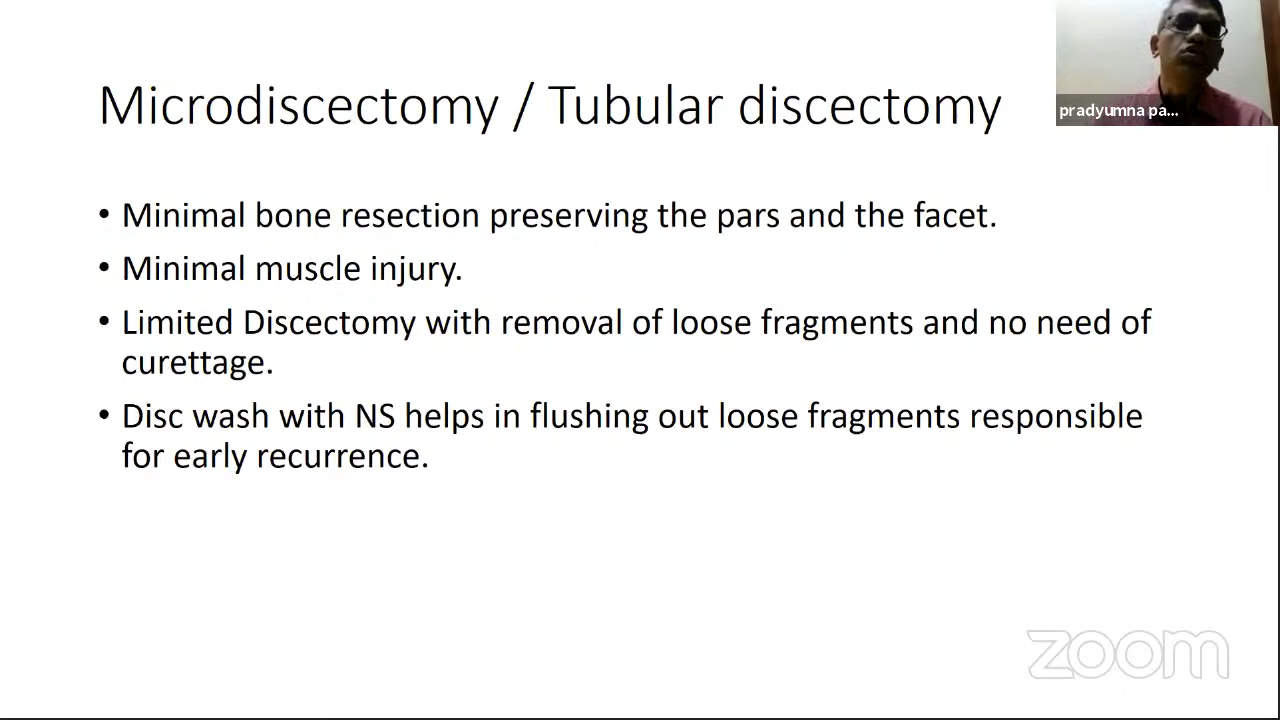 Microdiscectomy / Tubular discectomy
pradyumna pa...
• Minimal bone resection preserving the pars and the facet.
• Minimal muscle injury.
• Limited Discectomy with removal of loose fragments and no need of
curettage.
• Disc wash with NS helps in flushing out loose fragments responsible
for early recurrence.
zoom